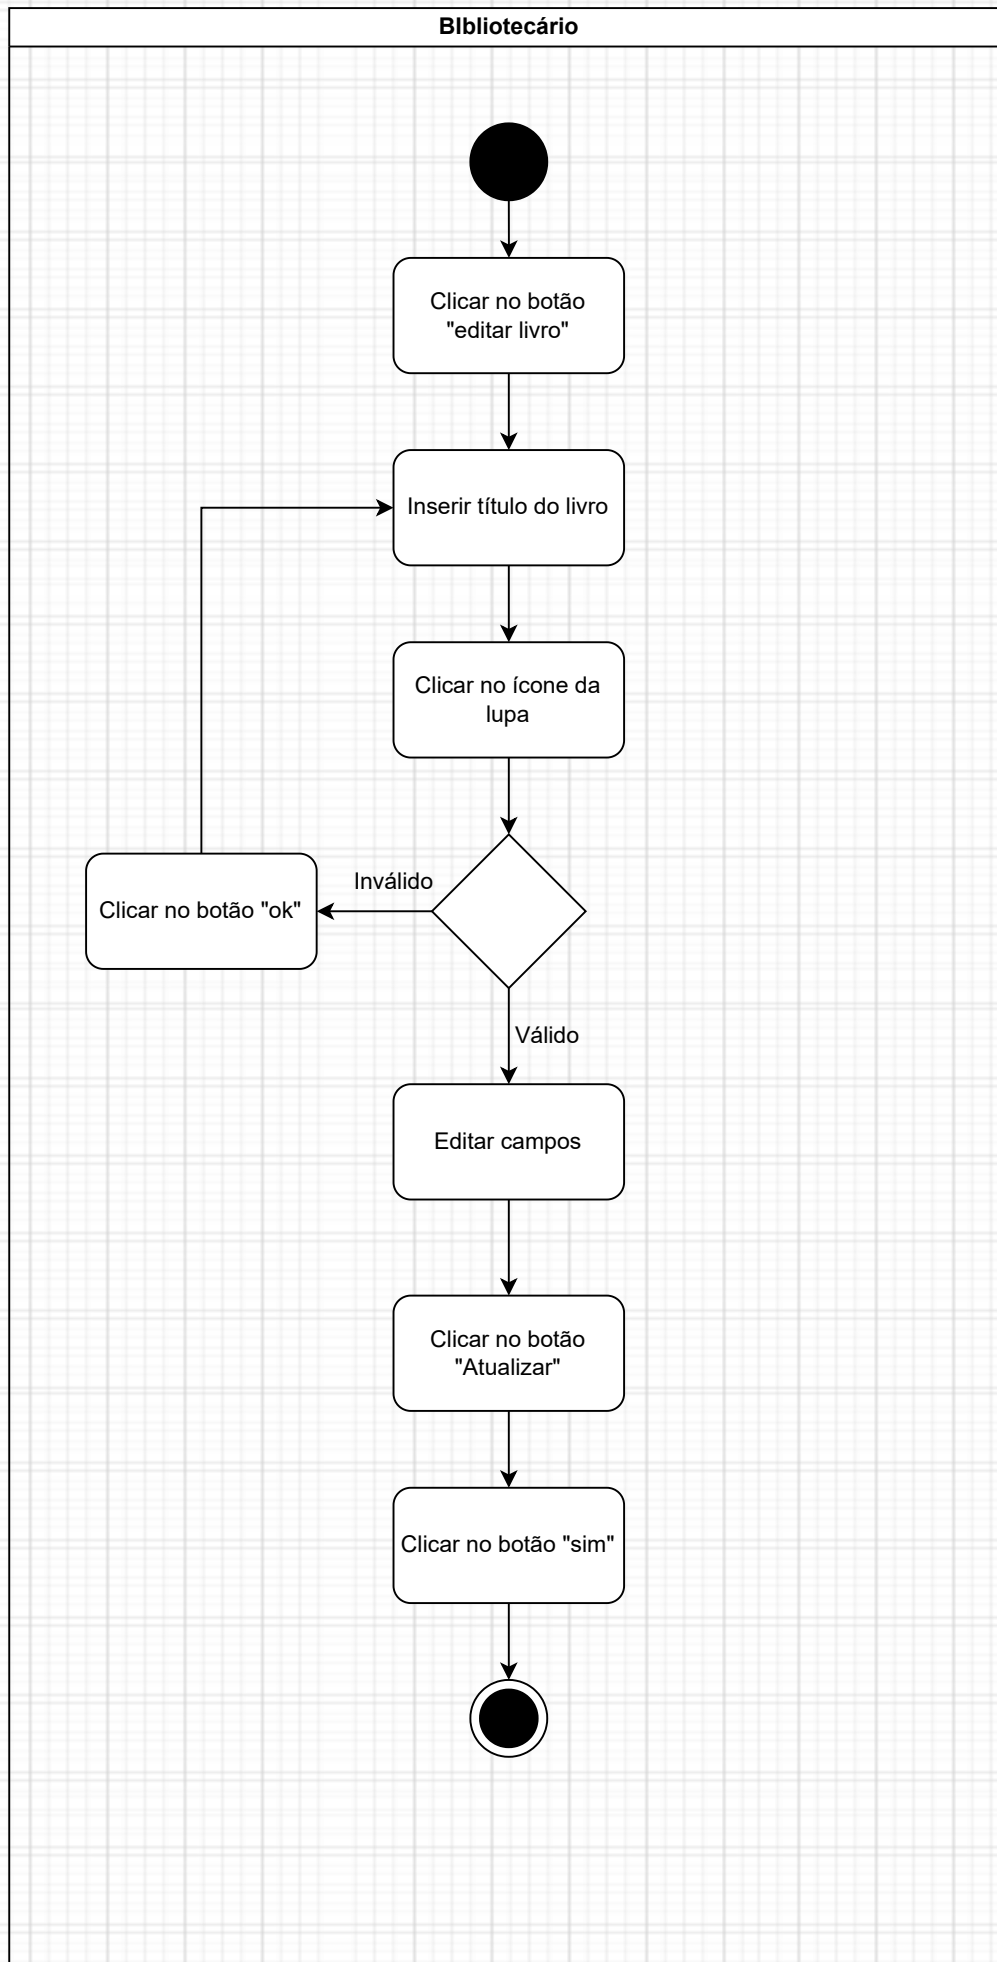 BIbliotecário
Clicar no botão
"editar livro"
Inserir título do livro
Clicar no ícone da
lupa
Inválido
Clicar no botão "ok"
Válido
Editar campos
Clicar no botão
"Atualizar"
Clicar no botão "sim"